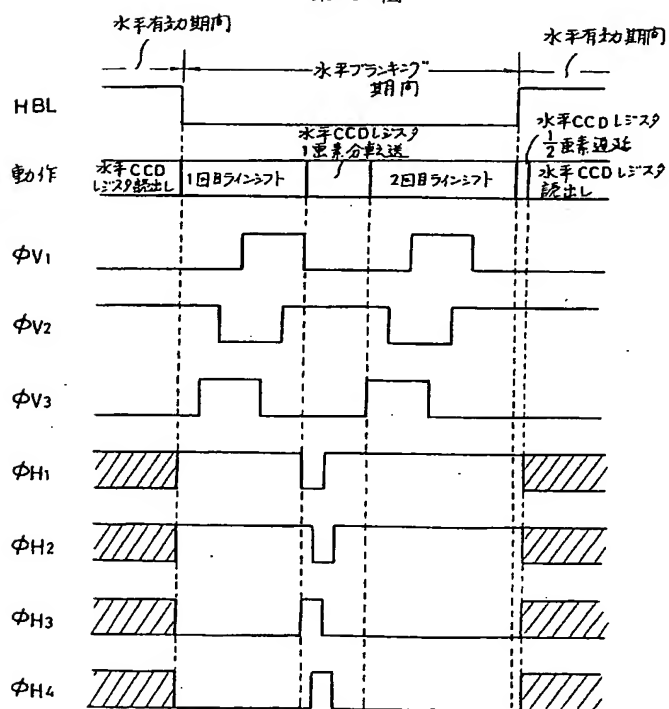 水平有効期間
水平有効期間
水平ブランキング
期間
HBL
水平CCDレジスタ
1画素分転送
水平CCDレジスタ
1/2画素遅延
動作
水平CCD
レジスタ読出し
1回目ラインシフト
2回目ラインシフト
水平CCDレジスタ
読出し
ΦV1
ΦV2
ΦV3
ΦH1
ΦH2
ΦH3
ΦH4